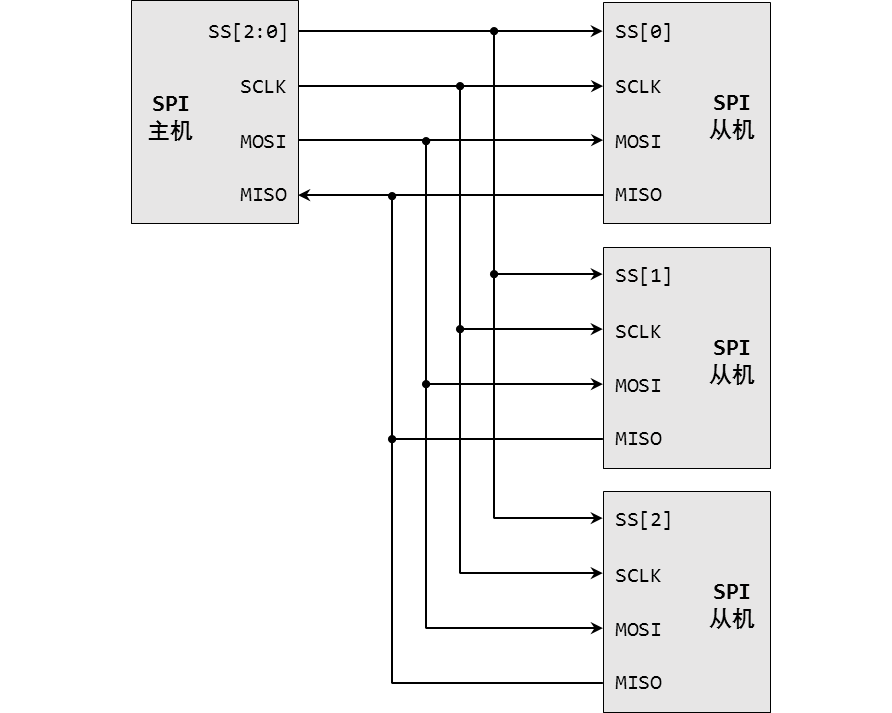 SS[2:0]
SCLK
SPI
主机
MOSI
MISO
SS[0]
SCLK
SPI
从机
MOSI
MISO
SS[1]
SCLK
SPI
从机
MOSI
MISO
SS[2]
SCLK
SPI
从机
MOSI
MISO